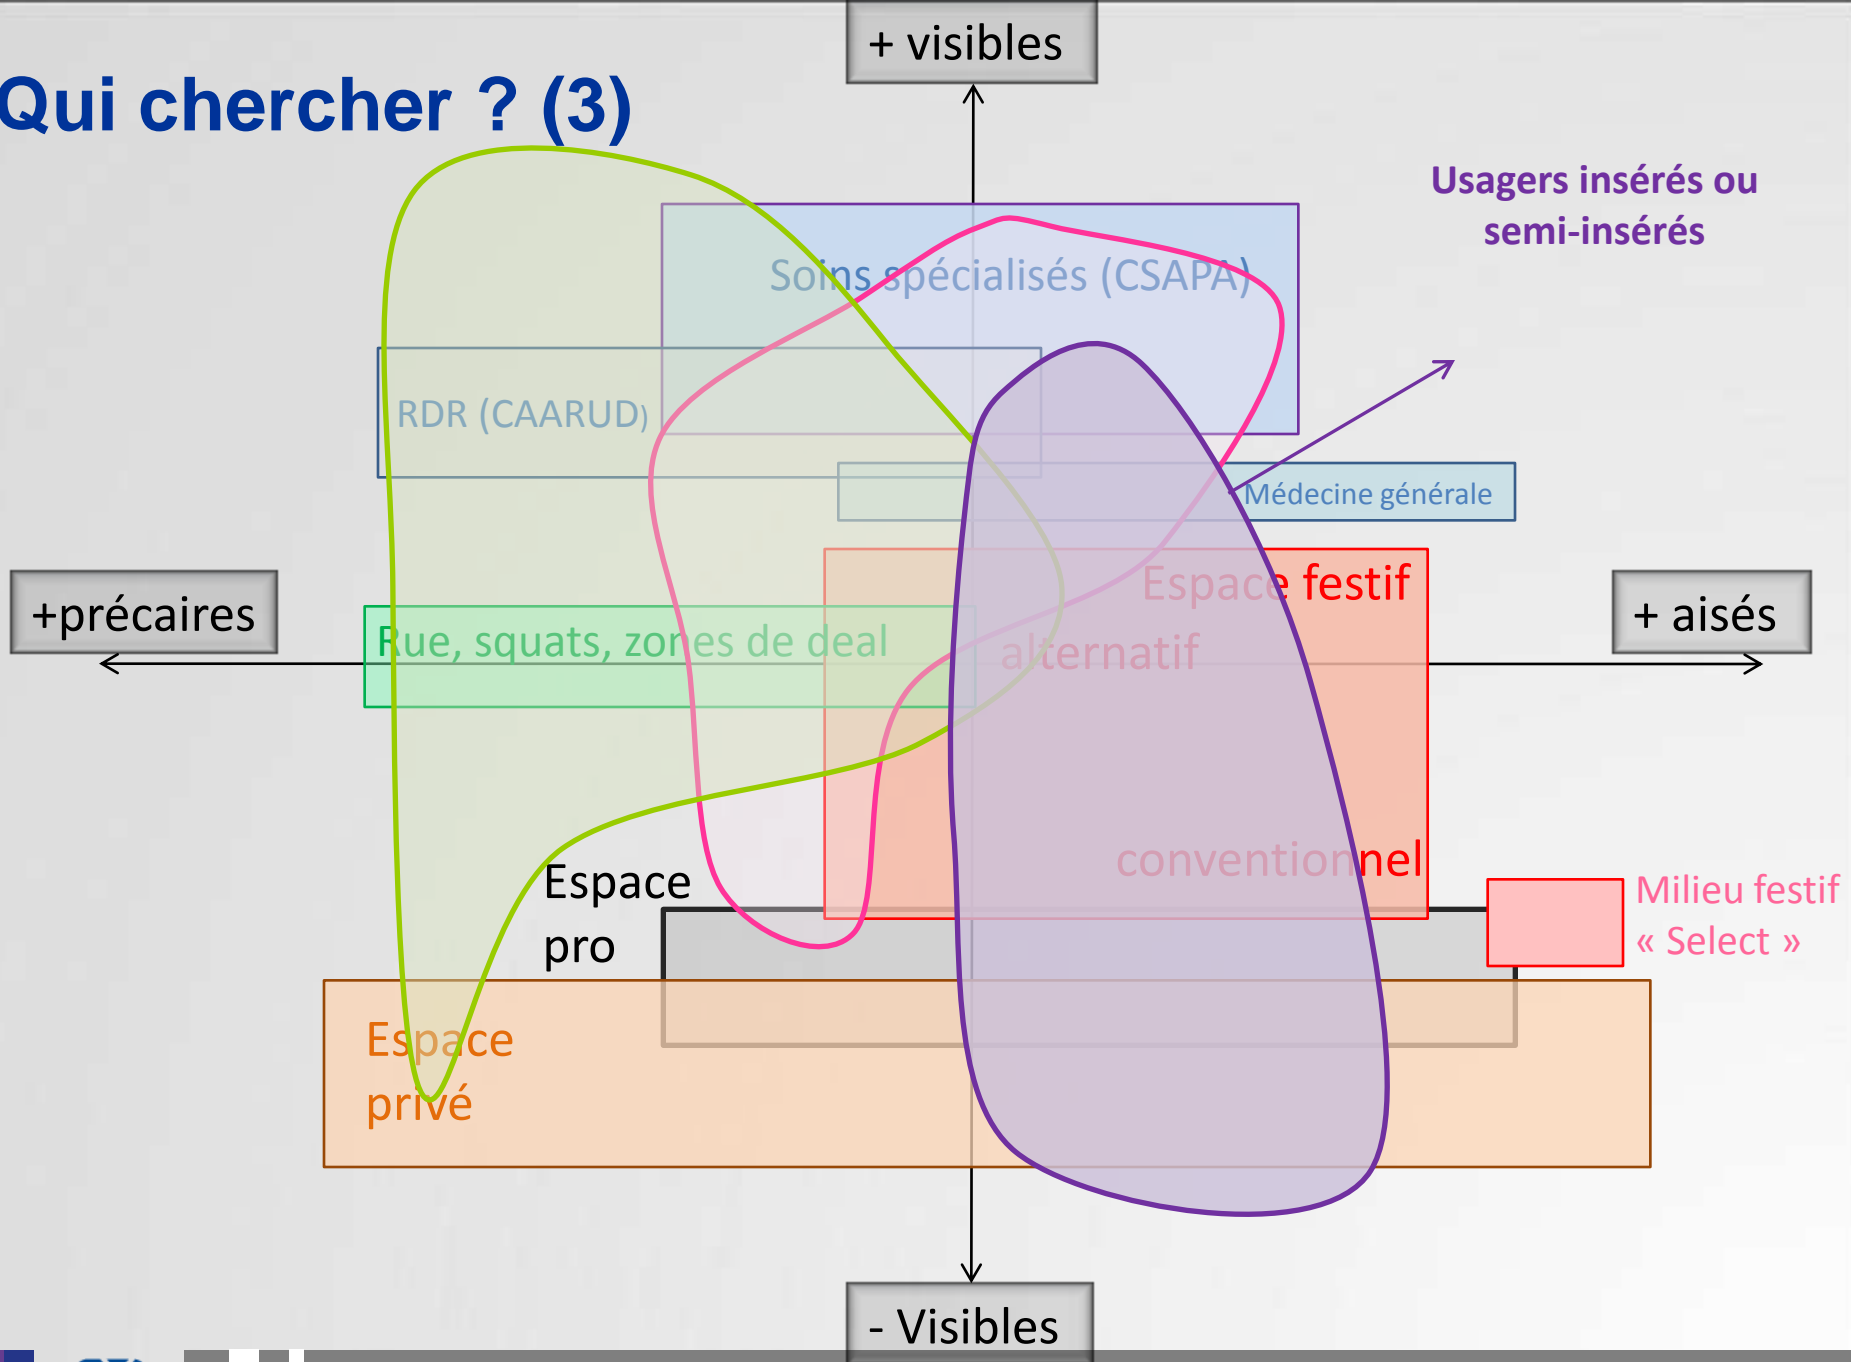 + visibles
Qui chercher ? (3)
Usagers insérés ou
semi-insérés
Soins spécialisés (CSAPA)
RDR (CAARUD)
Médecine générale
Espace festif
+précaires
+ aisés
Rue, squats, zones de deal
alternatif
conventionnel
Espace
pro
Milieu festif
« Select »
Espace
privé
- Visibles